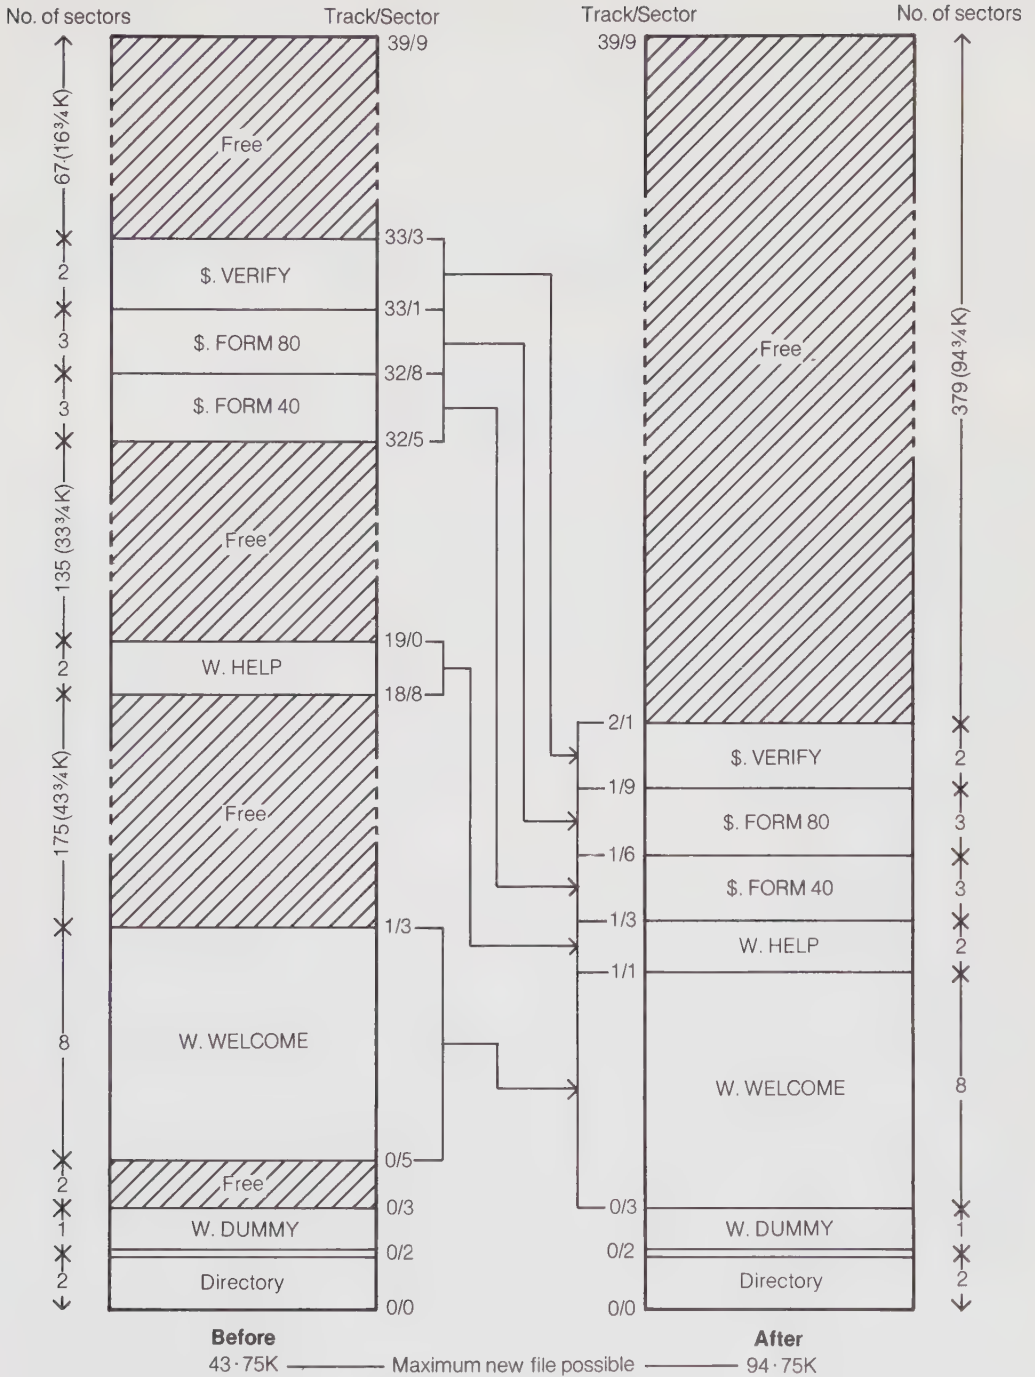 No. of sectors Track/Sector Track/Sector No. of sectors
39/9 39/9
67 (16¾K)
Free
33/3
2
$. VERIFY
33/1
3
$. FORM 80
32/8
3
$. FORM 40
32/5
135 (33¾K)
Free
19/0
2
W. HELP
18/8
175 (43¾K)
Free
1/3
8
W. WELCOME
0/5
2
Free
0/3
1
W. DUMMY
0/2
2
Directory
0/0
Free
379 (94¾K)
2/1
$. VERIFY
2
1/9
$. FORM 80
3
1/6
$. FORM 40
3
1/3
W. HELP
2
1/1
W. WELCOME
8
0/3
W. DUMMY
1
0/2
Directory
2
0/0
Before After
43·75K Maximum new file possible 94·75K